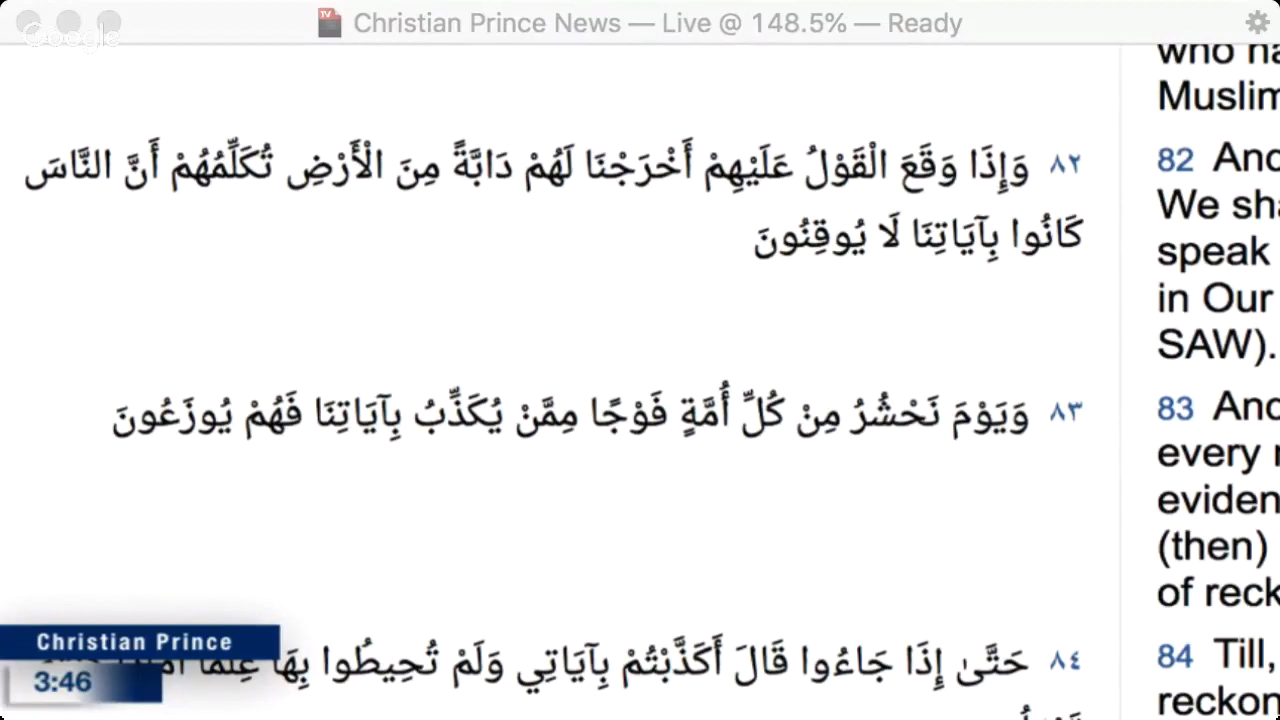 Google
Christian Prince News — Live @ 148.5% — Ready
٨٢ وَإِذَا وَقَعَ الْقَوْلُ عَلَيْهِمْ أَخْرَجْنَا لَهُمْ دَابَّةً مِنَ الْأَرْضِ تُكَلِّمُهُمْ أَنَّ النَّاسَ
كَانُوا بِآيَاتِنَا لَا يُوقِنُونَ
٨٣ وَيَوْمَ نَحْشُرُ مِنْ كُلِّ أُمَّةٍ فَوْجًا مِمَّنْ يُكَذِّبُ بِآيَاتِنَا فَهُمْ يُوزَعُونَ
٨٤ حَتَّىٰ إِذَا جَاءُوا قَالَ أَكَذَّبْتُمْ بِآيَاتِي وَلَمْ تُحِيطُوا بِهَا عِلْمًا
Muslim
82 And
We sha
speak
in Our
SAW).
83 And
every
eviden
(then)
of reck
84 Till,
reckon
Christian Prince
3:46